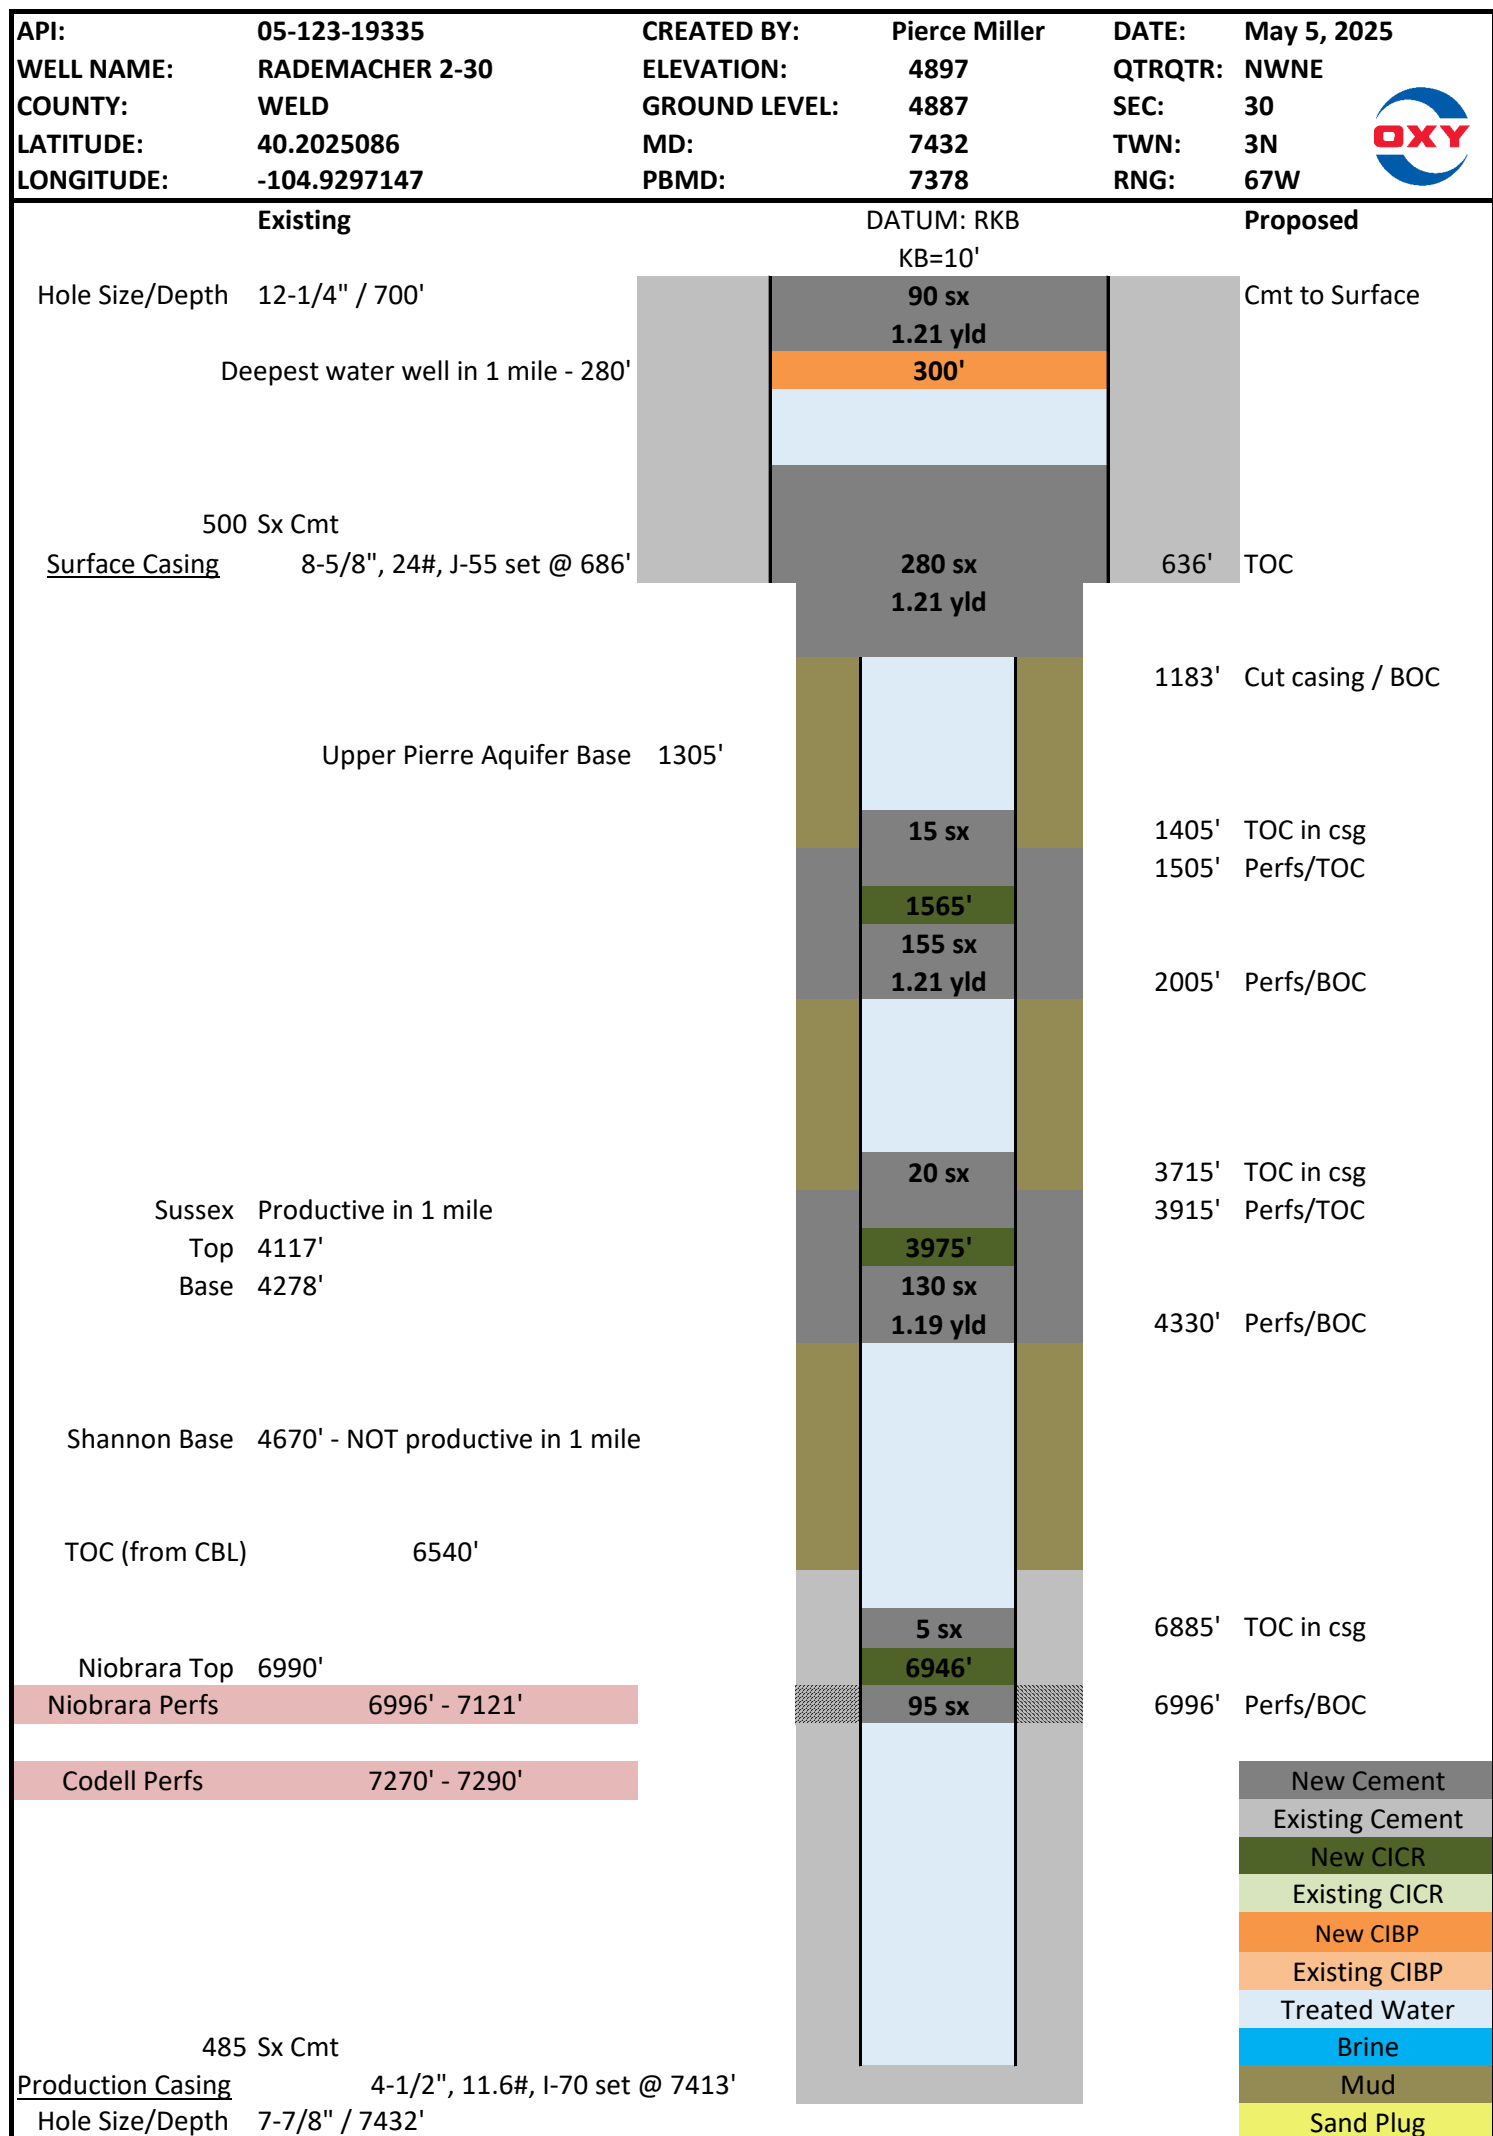 API: 05-123-19335 CREATED BY: Pierce Miller DATE: May 5, 2025
WELL NAME: RADEMACHER 2-30 ELEVATION: 4897 QTRQTR: NWNE
COUNTY: WELD GROUND LEVEL: 4887 SEC: 30
LATITUDE: 40.2025086 MD: 7432 TWN: 3N
OXY
LONGITUDE: -104.9297147 PBMD: 7378 RNG: 67W
Existing DATUM: RKB Proposed
KB=10'
Hole Size/Depth 12-1/4" / 700' 90 sx Cmt to Surface
1.21 yld
Deepest water well in 1 mile - 280' 300'
500 Sx Cmt
Surface Casing 8-5/8", 24#, J-55 set @ 686' 280 sx 636' TOC
1.21 yld
1183' Cut casing / BOC
Upper Pierre Aquifer Base 1305'
15 sx 1405' TOC in csg
1505' Perfs/TOC
1565'
155 sx
1.21 yld 2005' Perfs/BOC
20 sx 3715' TOC in csg
Sussex Productive in 1 mile 3915' Perfs/TOC
Top 4117' 3975'
Base 4278' 130 sx
1.19 yld 4330' Perfs/BOC
Shannon Base 4670' - NOT productive in 1 mile
TOC (from CBL) 6540'
5 sx 6885' TOC in csg
Niobrara Top 6990' 6946'
Niobrara Perfs 6996' - 7121' 95 sx 6996' Perfs/BOC
Codell Perfs 7270' - 7290' New Cement
Existing Cement
New CICR
Existing CICR
New CIBP
Existing CIBP
Treated Water
485 Sx Cmt Brine
Production Casing 4-1/2", 11.6#, I-70 set @ 7413' Mud
Hole Size/Depth 7-7/8" / 7432' Sand Plug